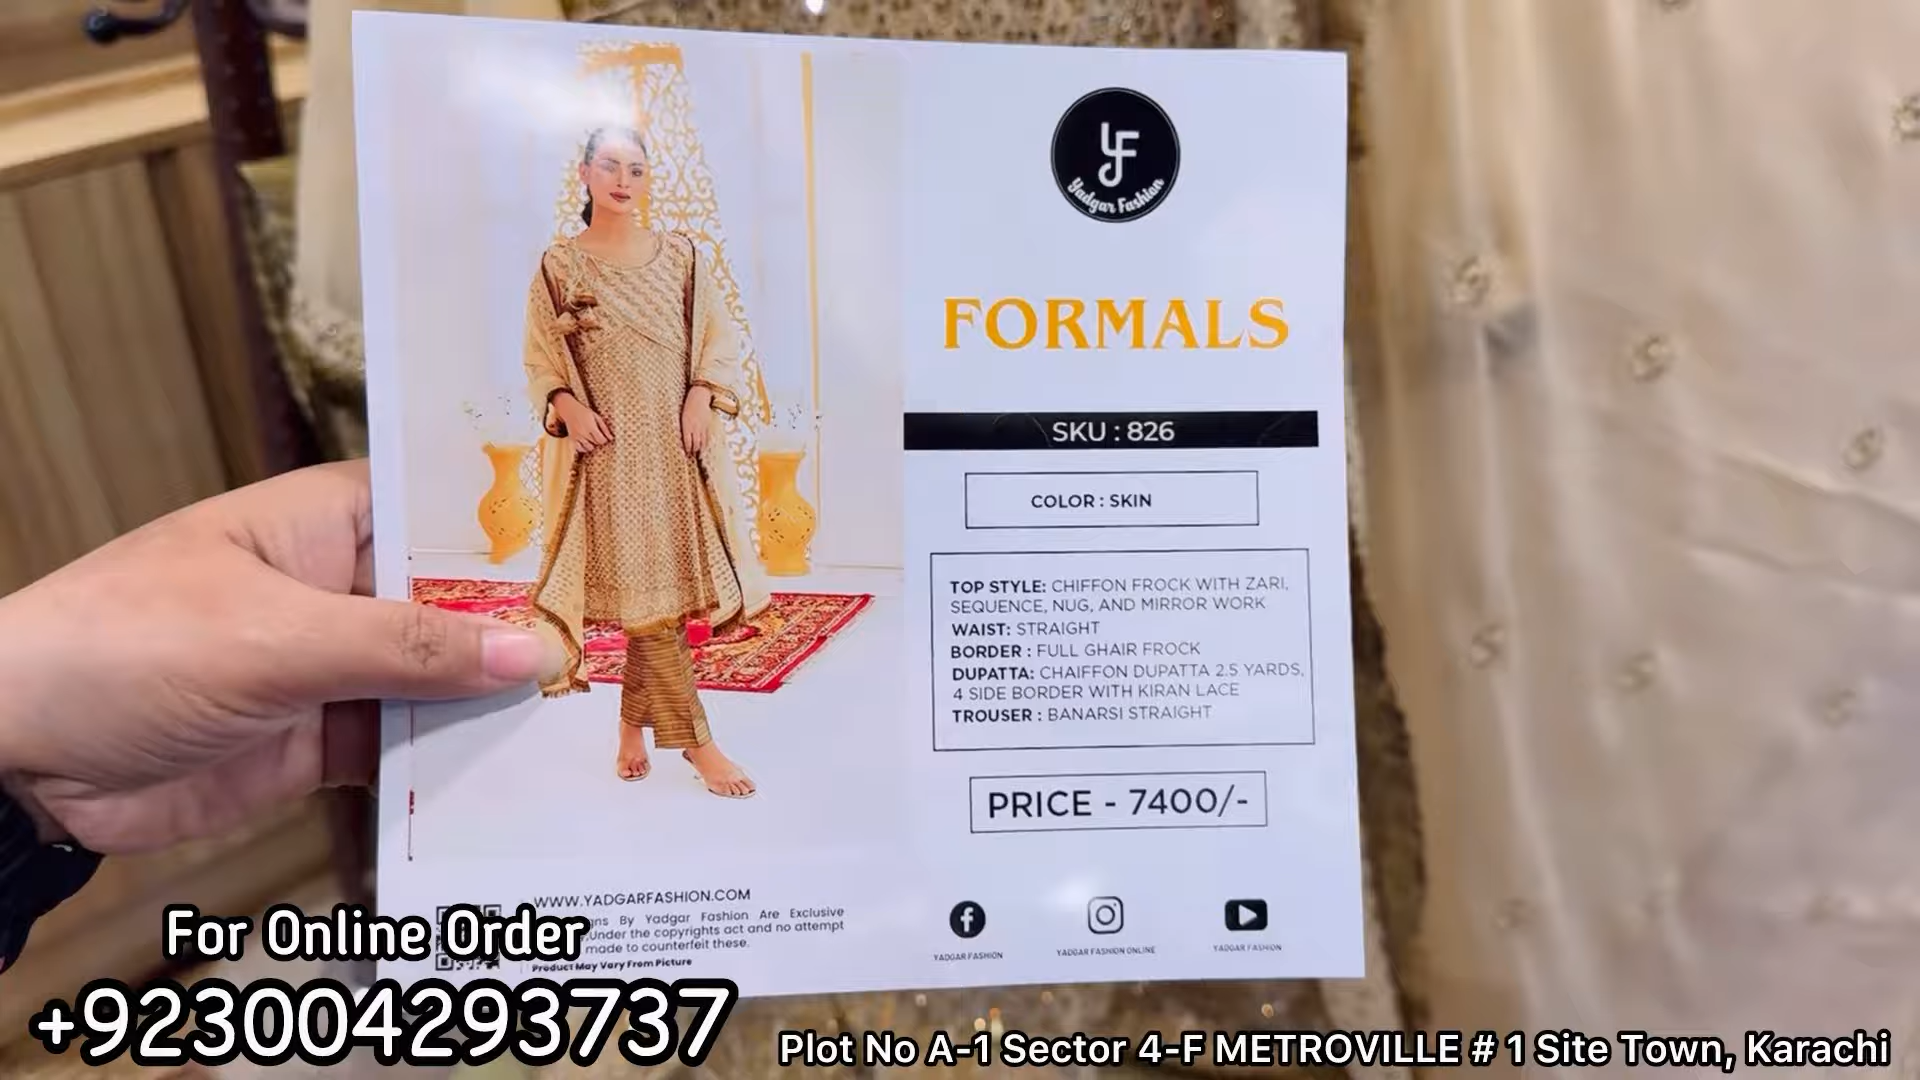 YF
Yadgar Fashion
FORMALS
SKU : 826
COLOR : SKIN
TOP STYLE: CHIFFON FROCK WITH ZARI,
SEQUENCE, NUG, AND MIRROR WORK
WAIST: STRAIGHT
BORDER : FULL GHAIR FROCK
DUPATTA: CHAIFFON DUPATTA 2.5 YARDS,
4 SIDE BORDER WITH KIRAN LACE
TROUSER : BANARSI STRAIGHT
PRICE - 7400/-
WWW.YADGARFASHION.COM
By Yadgar Fashion Are Exclusive
Under the copyrights act and no attempt
made to counterfeit these.
Product May Vary From Picture
YADGAR FASHION
YADGAR FASHION ONLINE
YADGAR FASHION
For Online Order
+923004293737
Plot No A-1 Sector 4-F METROVILLE # 1 Site Town, Karachi